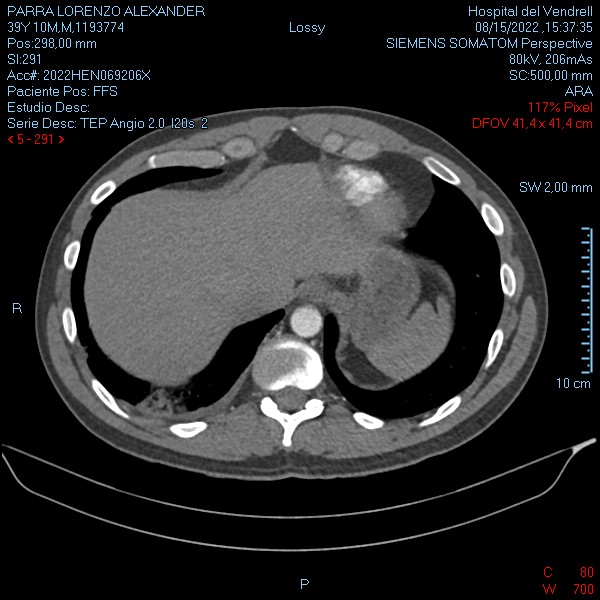 PARRA LORENZO ALEXANDER
39Y 10M,M,1193774
Pos:298,00 mm
SI:291
Acc#: 2022HEN069206X
Paciente Pos: FFS
Estudio Desc:
Serie Desc: TEP Angio 2.0 I20s 2
< 5 - 291 >
Lossy
Hospital del Vendrell
08/15/2022 ,15:37:35
SIEMENS SOMATOM Perspective
80kV, 206mAs
SC:500,00 mm
ARA
117% Pixel
DFOV 41,4 x 41,4 cm
SW 2,00 mm
R
10 cm
P
C 80
W 700